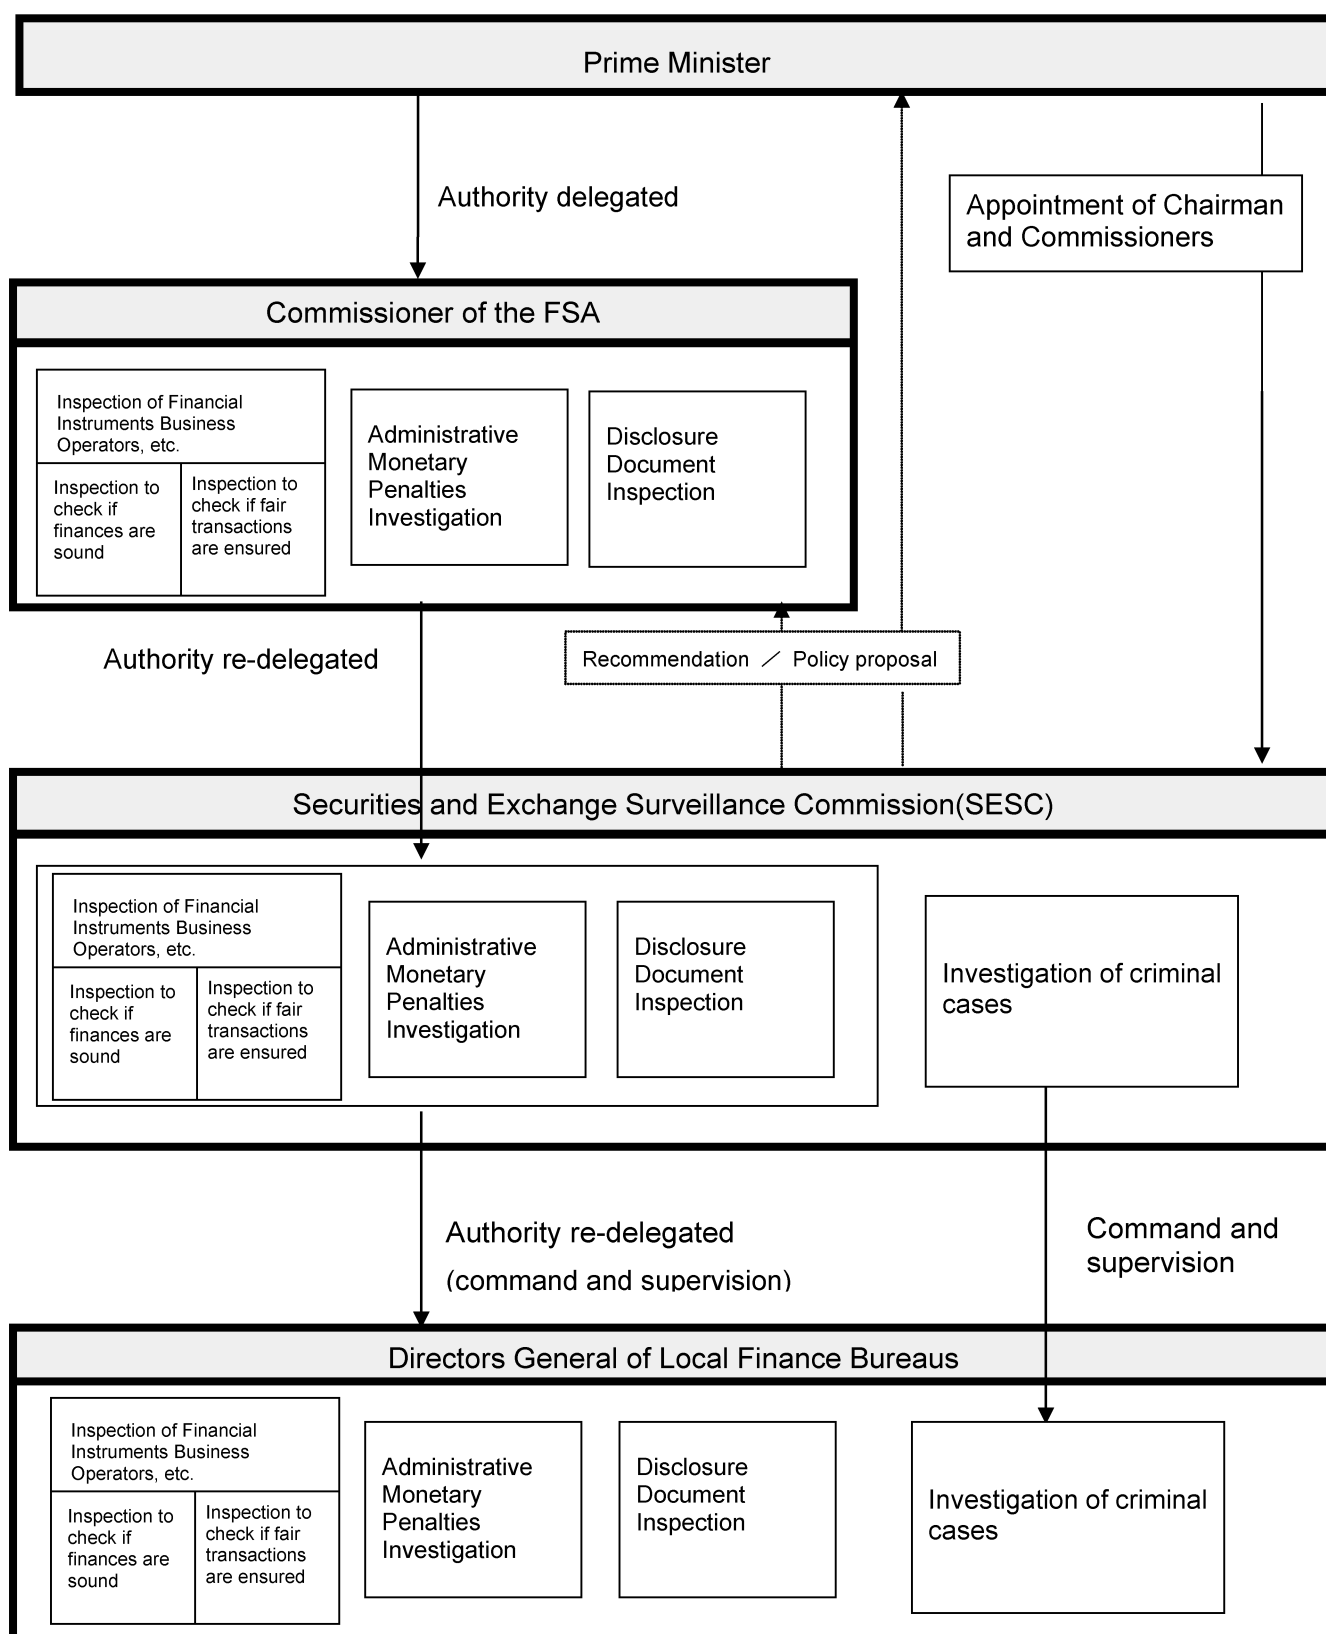 Prime Minister
Authority delegated
Appointment of Chairman
and Commissioners
Commissioner of the FSA
Inspection of Financial
Instruments Business
Operators, etc.
Inspection to
check if
finances are
sound
Inspection to
check if fair
transactions
are ensured
Administrative
Monetary
Penalties
Investigation
Disclosure
Document
Inspection
Authority re-delegated
Recommendation ／ Policy proposal
Securities and Exchange Surveillance Commission(SESC)
Inspection of Financial
Instruments Business
Operators, etc.
Inspection to
check if
finances are
sound
Inspection to
check if fair
transactions
are ensured
Administrative
Monetary
Penalties
Investigation
Disclosure
Document
Inspection
Investigation of criminal
cases
Authority re-delegated
(command and supervision)
Command and
supervision
Directors General of Local Finance Bureaus
Inspection of Financial
Instruments Business
Operators, etc.
Inspection to
check if
finances are
sound
Inspection to
check if fair
transactions
are ensured
Administrative
Monetary
Penalties
Investigation
Disclosure
Document
Inspection
Investigation of criminal
cases